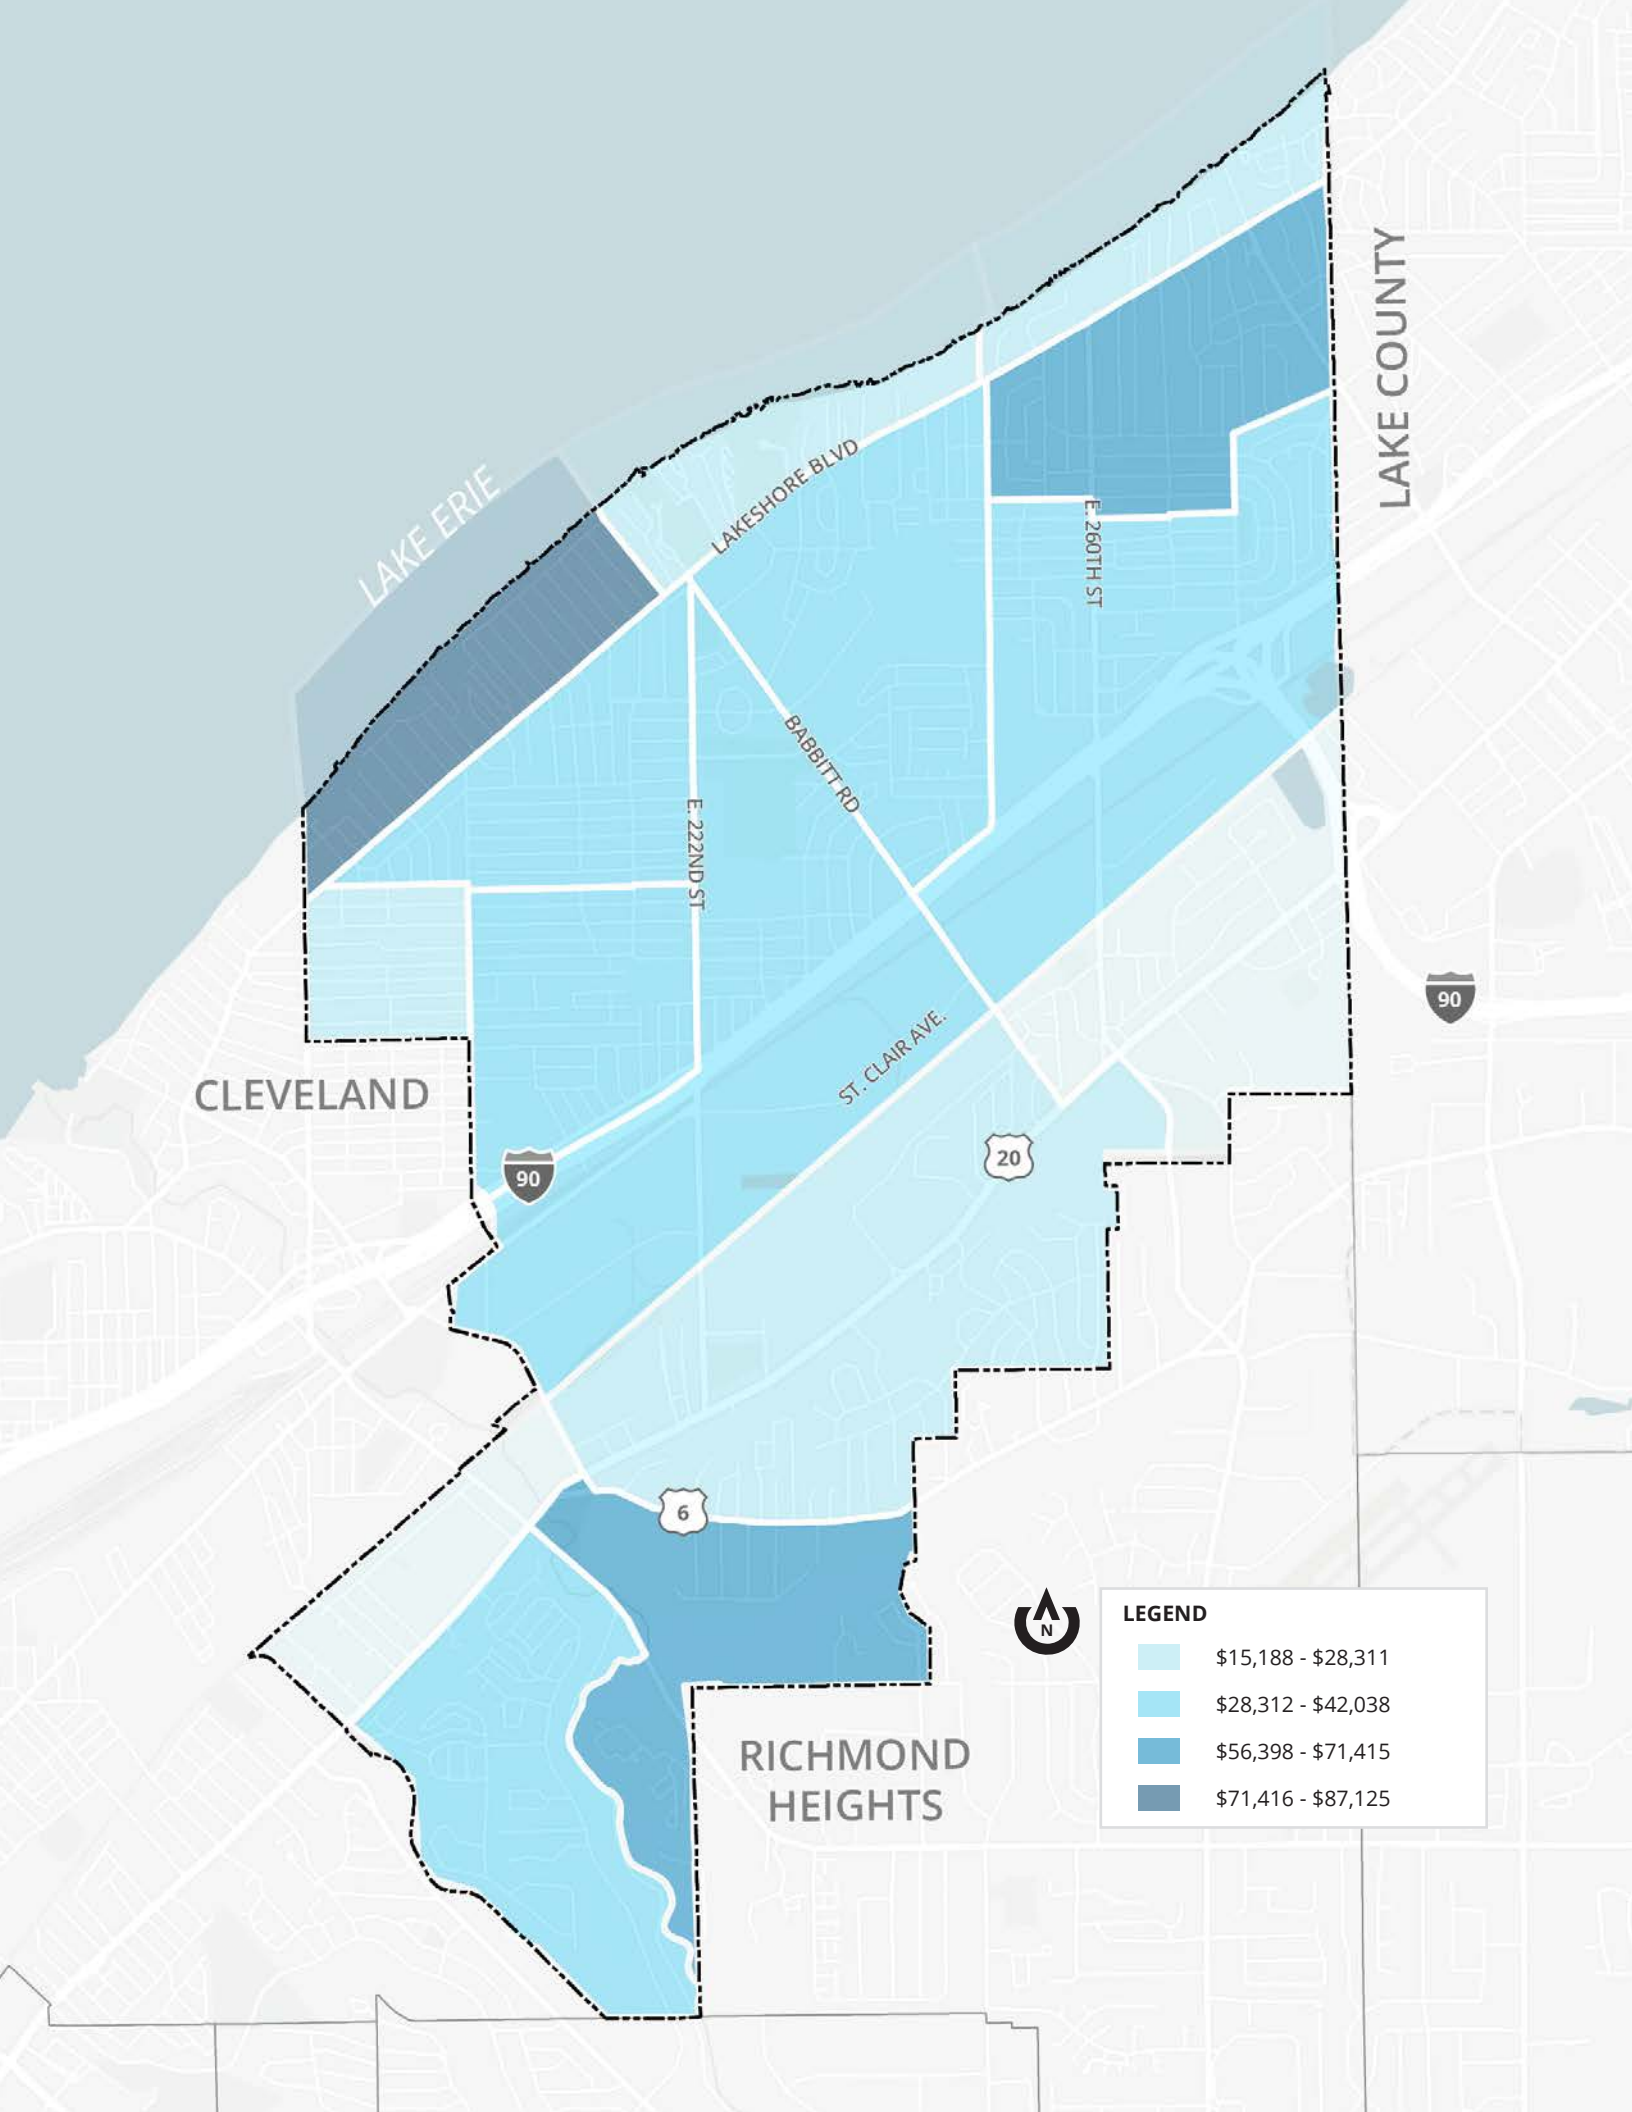 LAKE COUNTY
LAKE ERIE
LAKESHORE BLVD
E. 260TH ST
BABBITT RD
E. 222ND ST
90
ST. CLAIR AVE.
CLEVELAND
20
90
6
N
LEGEND
$15,188 - $28,311
$28,312 - $42,038
$56,398 - $71,415
$71,416 - $87,125
RICHMOND
HEIGHTS